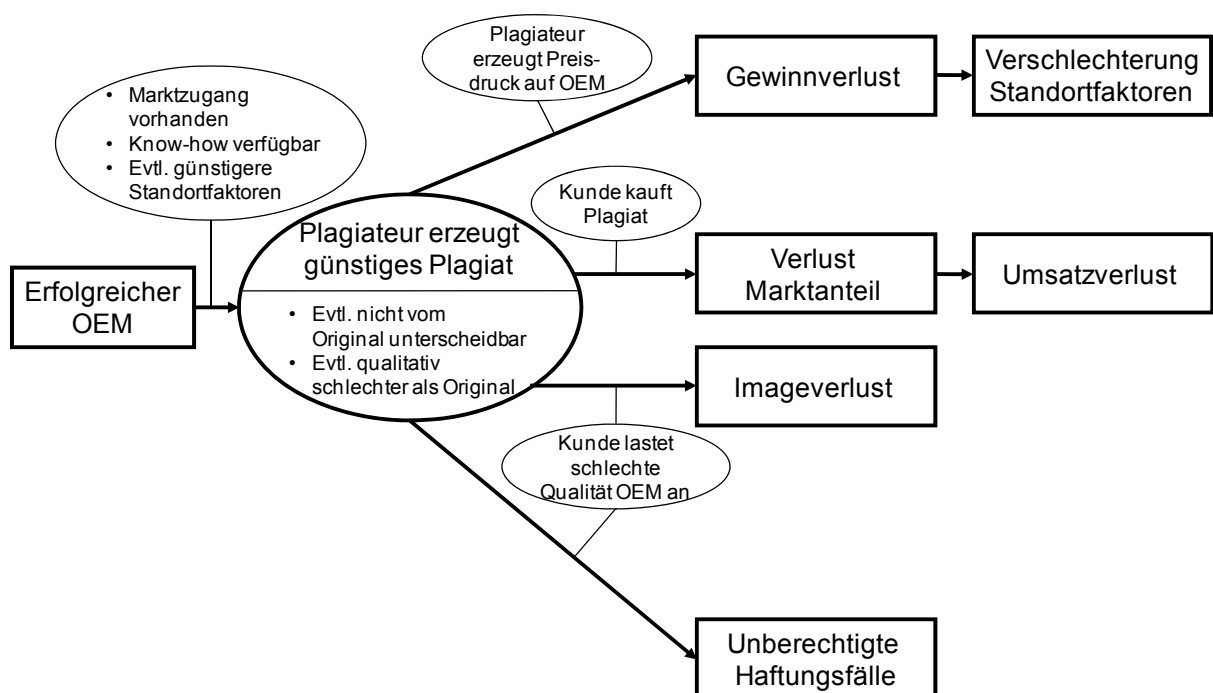 Plagiateur
erzeugt Preis-
druck auf OEM
Gewinnverlust
Verschlechterung
Standortfaktoren
• Marktzugang
vorhanden
• Know-how verfügbar
• Evtl. günstigere
Standortfaktoren
Kunde kauft
Plagiat
Plagiateur erzeugt
günstiges Plagiat
• Evtl. nicht vom
Original unterscheidbar
• Evtl. qualitativ
schlechter als Original
Erfolgreicher
OEM
Verlust
Marktanteil
Umsatzverlust
Imageverlust
Kunde lastet
schlechte
Qualität OEM an
Unberechtigte
Haftungsfälle